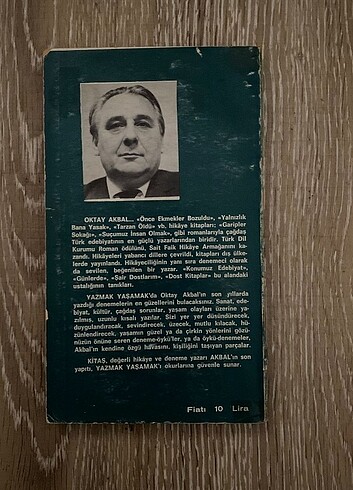 OKTAY AKBAL... «Önce Ekmekler Bozuldu», «Yalnızlık
Bana Yasak», «Tarzan Öldü» vb. hikâye kitapları; «Garipler
Sokağı», «Suçumuz İnsan Olmak», gibi romanlarıyla çağdaş
Türk edebiyatının en güçlü yazarlarından biridir. Türk Dil
Kurumu Roman ödülünü, Sait Faik Hikâye Armağanını ka-
zandı. Hikâyeleri yabancı dillere çevrildi, kitapları dış ülke-
lerde yayınlandı. Hikâyeciliğinin yanı sıra denemeci olarak
da sevilen, beğenilen bir yazar. «Konumuz Edebiyat»,
«Günlerde», «Şair Dostlarım», «Dost Kitaplar» bu alandaki
ustalığının tanıkları.
YAZMAK YAŞAMAK'da Oktay Akbal'ın son yıllarda
yazdığı denemelerin en güzellerini bulacaksınız. Sanat, ede-
biyat, kültür, çağdaş sorunlar, yaşam olayları üzerine ya-
zılmış, uzunlu kısalı yazılar. Sizi yer yer düşündürecek,
duygulandıracak, sevindirecek, üzecek, mutlu kılacak, hü-
zünlendirecek, yaşamın güzel ya da çirkin yönlerini gözü-
nüzün önüne seren deneme-öykü'ler, ya da öykü-denemeler,
Akbal'ın kendine özgü havasını, kişiliğini taşıyan parçalar.
KİTAŞ, değerli hikâye ve deneme yazarı AKBAL'ın son
yapıtı, YAZMAK YAŞAMAK'ı okurlarına güvenle sunar.
Fiatı 10 Lira